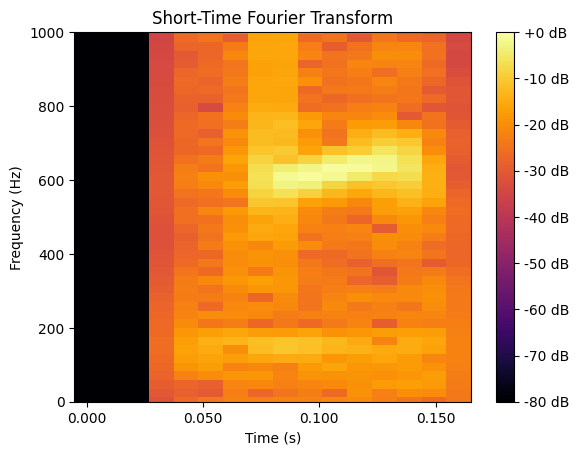 Short-Time Fourier Transform
Frequency (Hz)
1000
800
600
400
200
0
0.000
0.050
0.100
0.150
Time (s)
+0 dB
-10 dB
-20 dB
-30 dB
-40 dB
-50 dB
-60 dB
-70 dB
-80 dB